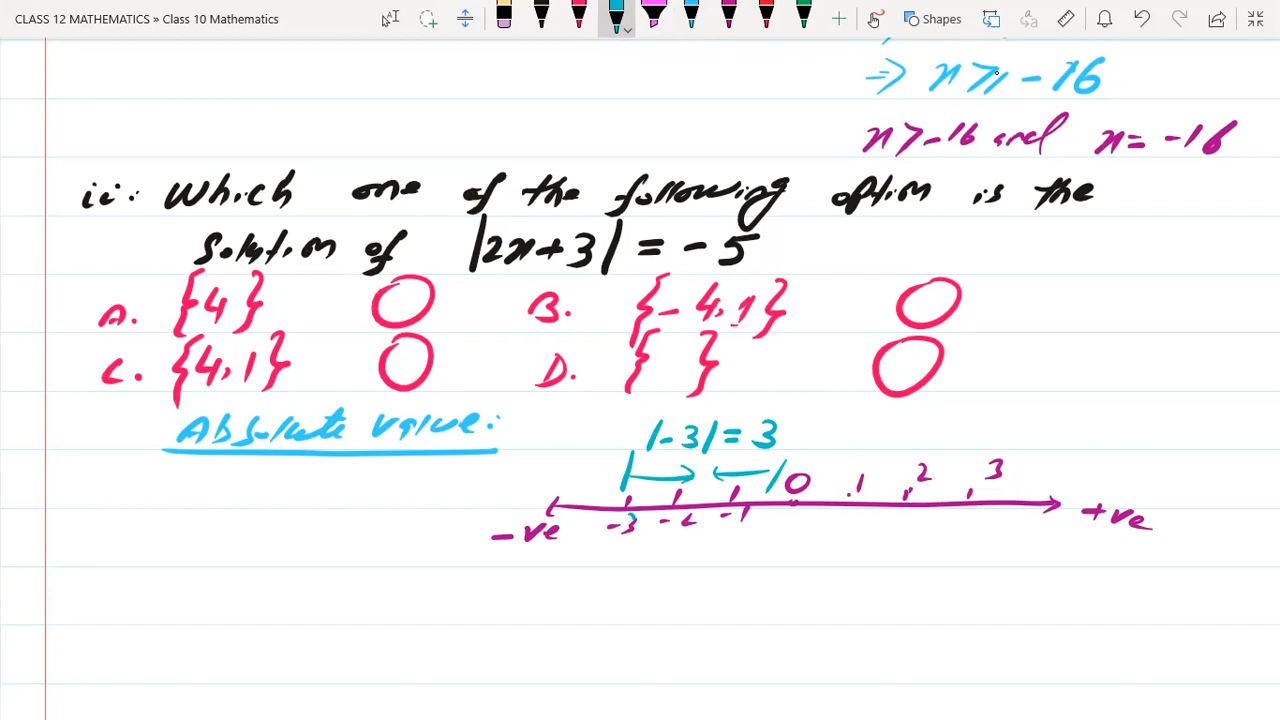 CLASS 12 MATHEMATICS » Class 10 Mathematics
Shapes
⇒ x ≥ -16
x > -16 and x = -16
ii: Which one of the following option is the
Solution of |2x+3| = -5
A. {4} B. {-4,1}
C. {4,1} D. { }
Absolute value:
|-3| = 3
0 1 2 3
-3 -2 -1
-ve +ve